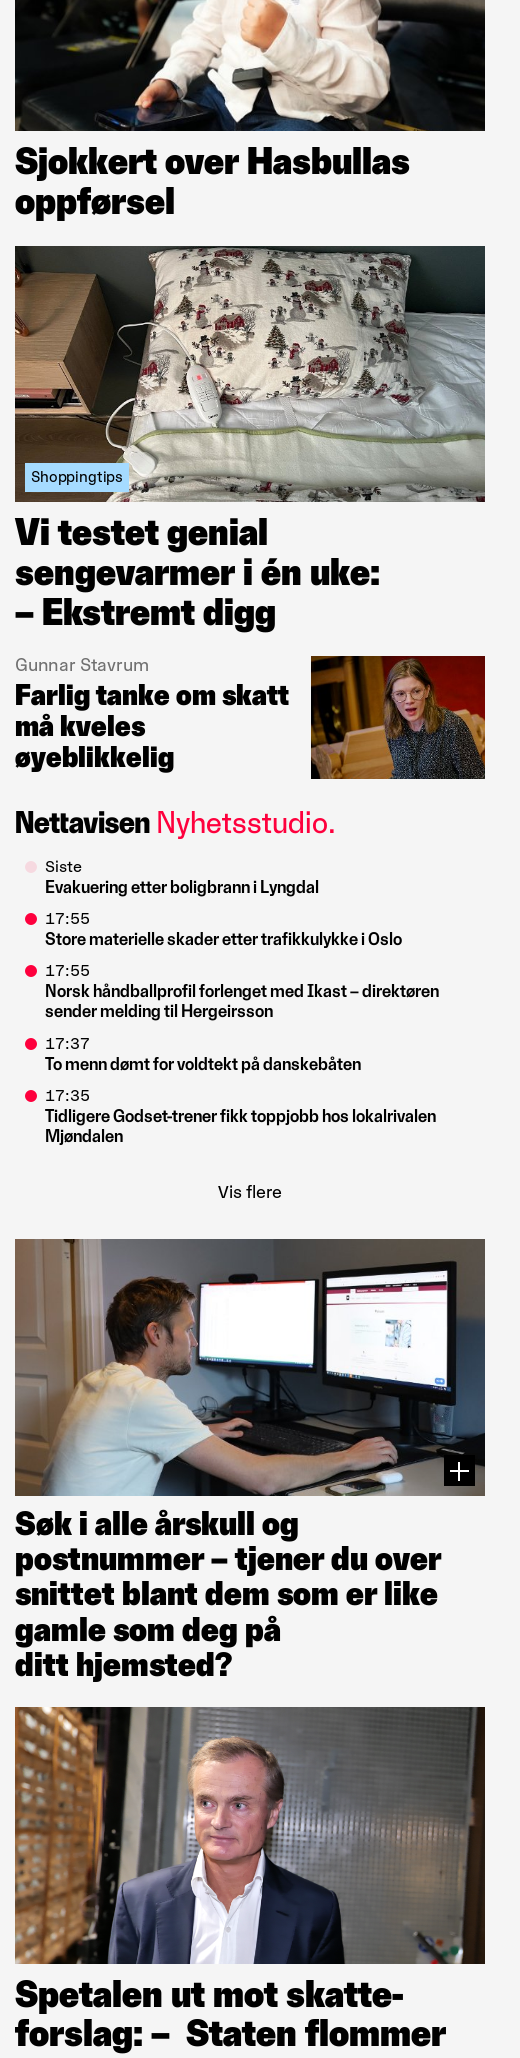 Sjokkert over Hasbullas
oppførsel
Shoppingtips
Vi testet genial
sengevarmer i én uke:
– Ekstremt digg
Gunnar Stavrum
Farlig tanke om skatt
må kveles
øyeblikkelig
Nettavisen Nyhetsstudio.
Siste
Evakuering etter boligbrann i Lyngdal
17:55
Store materielle skader etter trafikkulykke i Oslo
17:55
Norsk håndballprofil forlenget med Ikast – direktøren
sender melding til Hergeirsson
17:37
To menn dømt for voldtekt på danskebåten
17:35
Tidligere Godset-trener fikk toppjobb hos lokalrivalen
Mjøndalen
Vis flere
Søk i alle årskull og
postnummer – tjener du over
snittet blant dem som er like
gamle som deg på
ditt hjemsted?
Spetalen ut mot skatte-
forslag: – Staten flommer